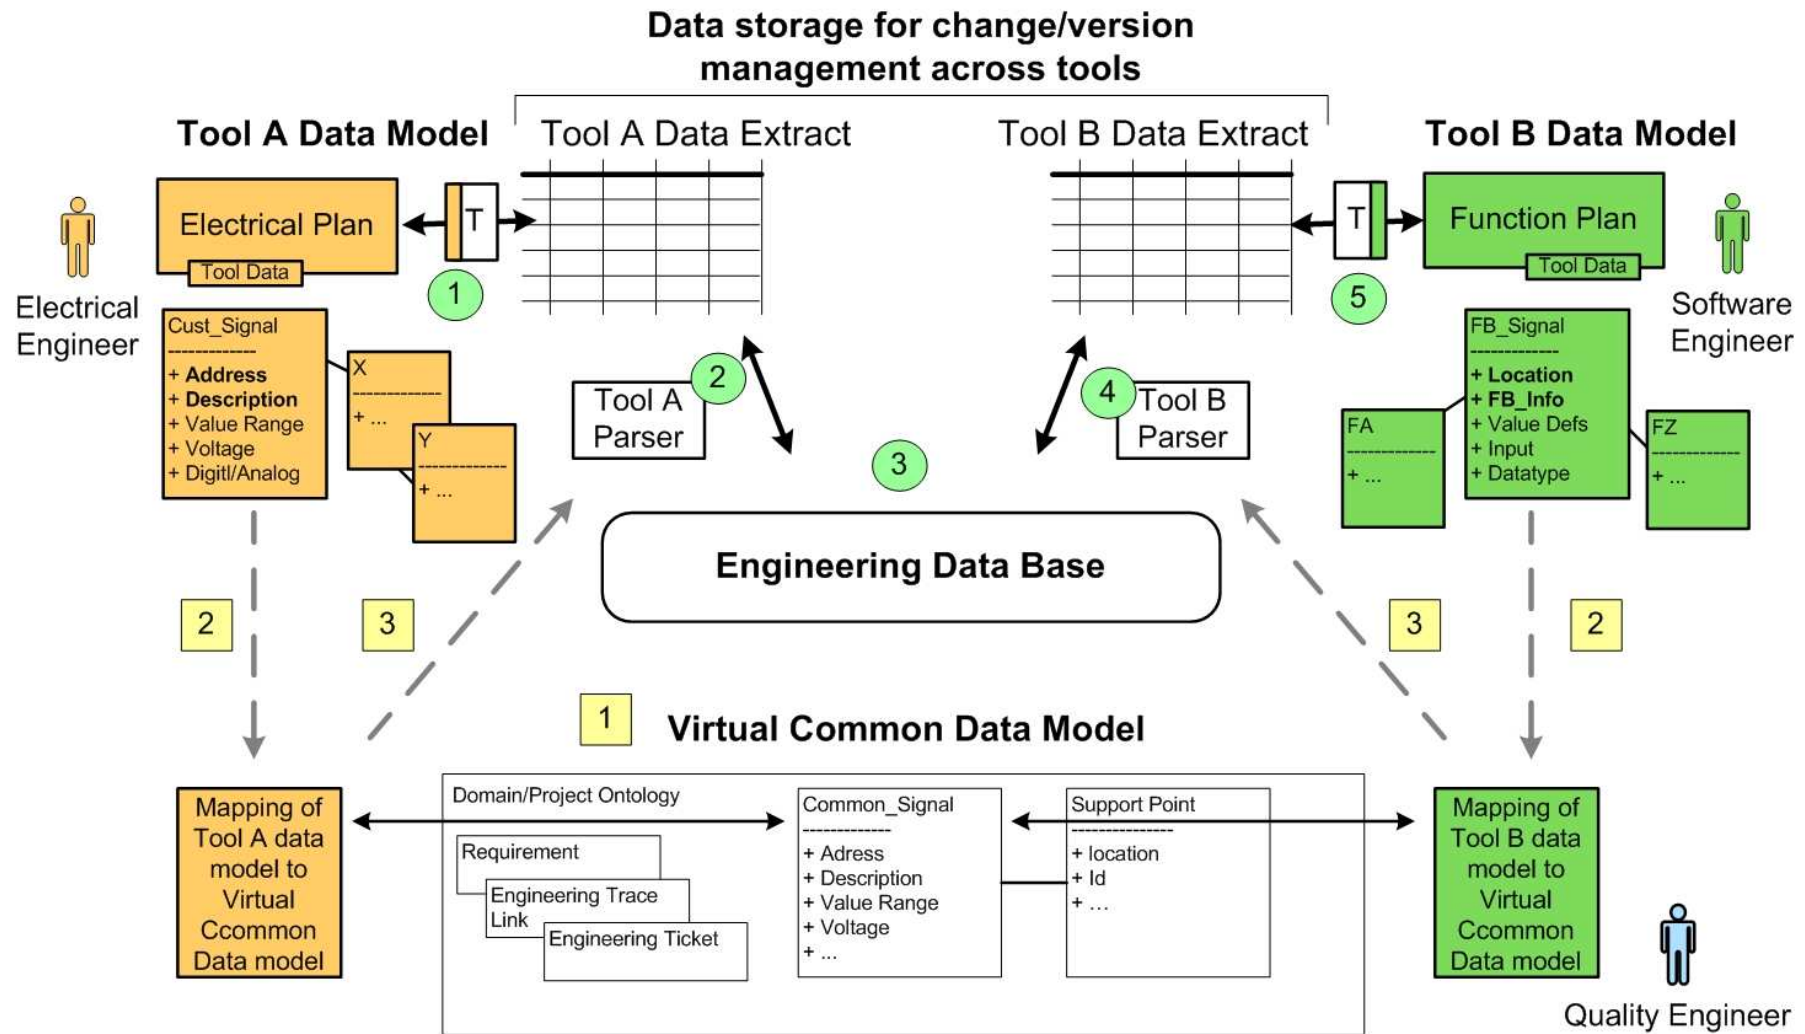 Data storage for change/version
management across tools
Tool A Data Model
Tool A Data Extract
Tool B Data Extract
Tool B Data Model
Electrical Plan
Tool Data
T
1
T
5
Function Plan
Tool Data
Electrical
Engineer
Software
Engineer
Cust_Signal
-------------
+ Address
+ Description
+ Value Range
+ Voltage
+ Digitl/Analog
X
-------------
+ ...
Y
-------------
+ ...
Tool A
Parser
2
3
4
Tool B
Parser
FB_Signal
-------------
+ Location
+ FB_Info
+ Value Defs
+ Input
+ Datatype
FA
-------------
+ ...
FZ
-------------
+ ...
Engineering Data Base
2
3
3
2
1
Virtual Common Data Model
Mapping of
Tool A data
model to
Virtual
Ccommon
Data model
Domain/Project Ontology
Requirement
Engineering Trace
Link
Engineering Ticket
Common_Signal
-------------
+ Adress
+ Description
+ Value Range
+ Voltage
+ ...
Support Point
---------------
+ location
+ Id
+ ...
Mapping of
Tool B data
model to
Virtual
Ccommon
Data model
Quality Engineer